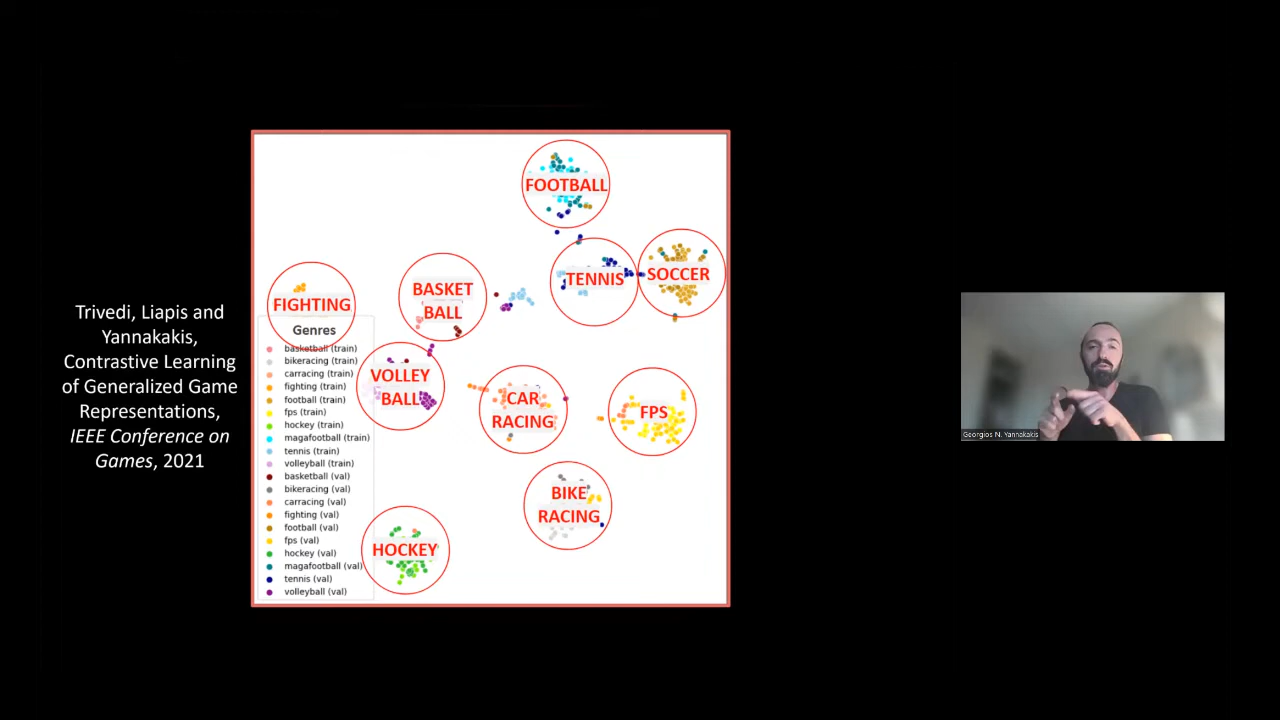 Trivedi, Liapis and
Yannakakis,
Contrastive Learning
of Generalized Game
Representations,
IEEE Conference on
Games, 2021
FOOTBALL
TENNIS
SOCCER
BASKET
BALL
FIGHTING
VOLLEY
BALL
CAR
RACING
FPS
BIKE
RACING
HOCKEY
Genres
basketball (train)
bikeracing (train)
carracing (train)
fighting (train)
football (train)
fps (train)
hockey (train)
magafootball (train)
tennis (train)
volleyball (train)
basketball (val)
bikeracing (val)
carracing (val)
fighting (val)
football (val)
fps (val)
hockey (val)
magafootball (val)
tennis (val)
volleyball (val)
Georgios N. Yannakakis